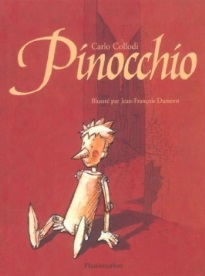 Carlo Collodi
Pinocchio
Illustré par Jean-François Dumont
Flammarion